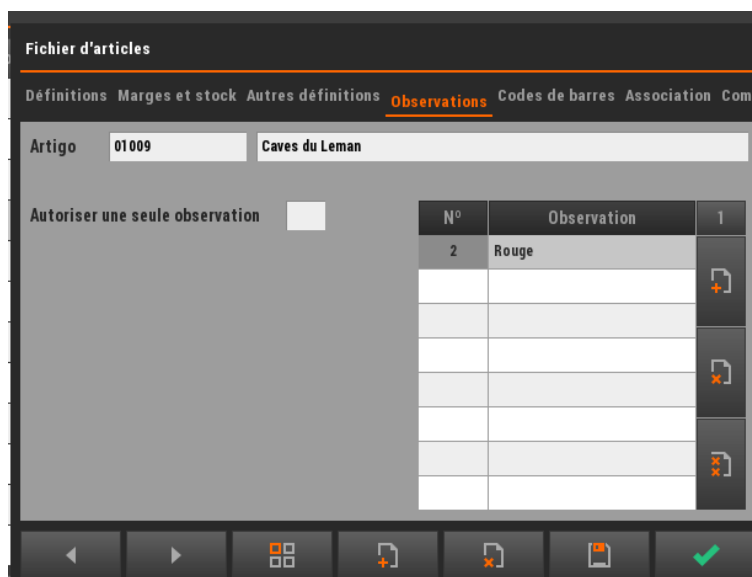 Fichier d'articles
Définitions Marges et stock Autres définitions Observations Codes de barres Association Com
Artigo 01009 Caves du Leman
Autoriser une seule observation
Nº Observation 1
2 Rouge